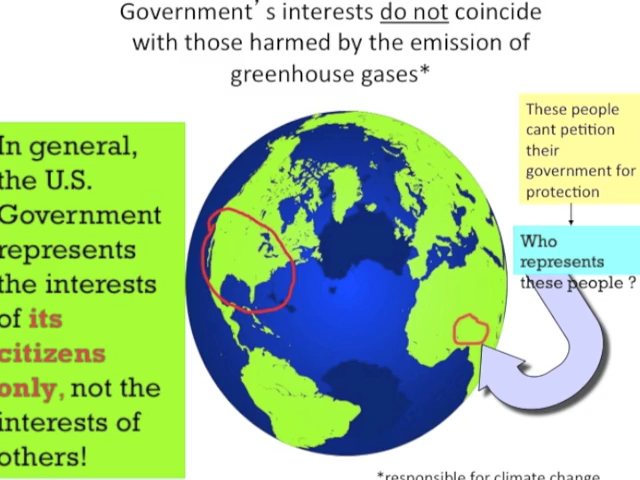 Government's interests do not coincide
with those harmed by the emission of
greenhouse gases*
In general,
the U.S.
Government
represents
the interests
of its
citizens
only, not the
interests of
others!
These people
cant petition
their
government for
protection
Who
represents
these people ?
*responsible for climate change